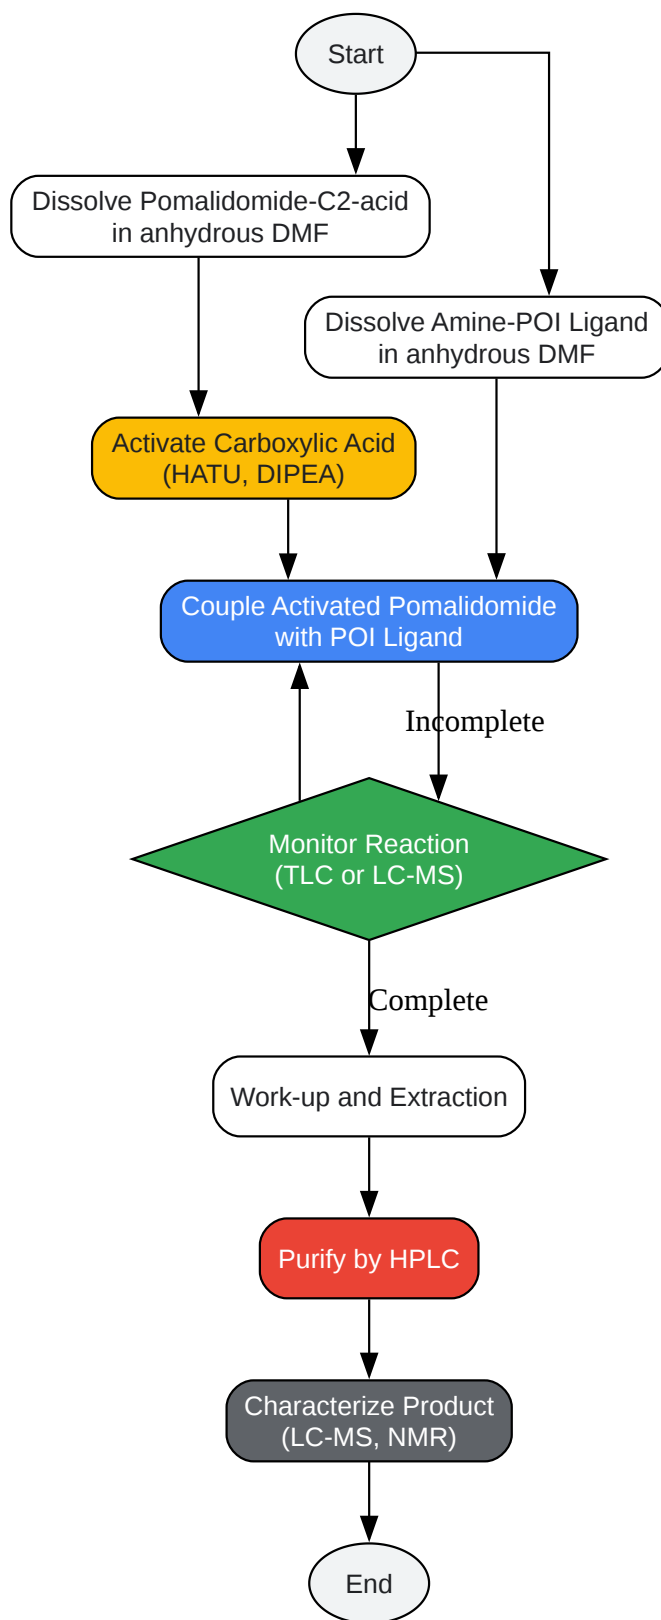 Start
Dissolve Pomalidomide-C2-acid
in anhydrous DMF
Dissolve Amine-POI Ligand
in anhydrous DMF
Activate Carboxylic Acid
(HATU, DIPEA)
Couple Activated Pomalidomide
with POI Ligand
Incomplete
Monitor Reaction
(TLC or LC-MS)
Complete
Work-up and Extraction
Purify by HPLC
Characterize Product
(LC-MS, NMR)
End